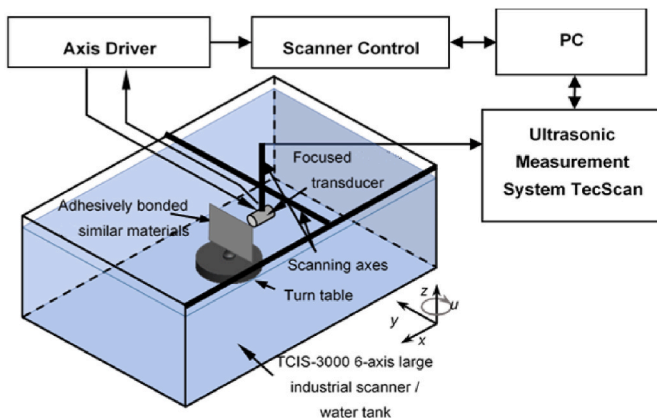 Axis Driver
Scanner Control
PC
Ultrasonic
Measurement
System TecScan
Focused
transducer
Adhesively bonded
similar materials
Scanning axes
Turn table
z
u
y
x
TCIS-3000 6-axis large
industrial scanner /
water tank